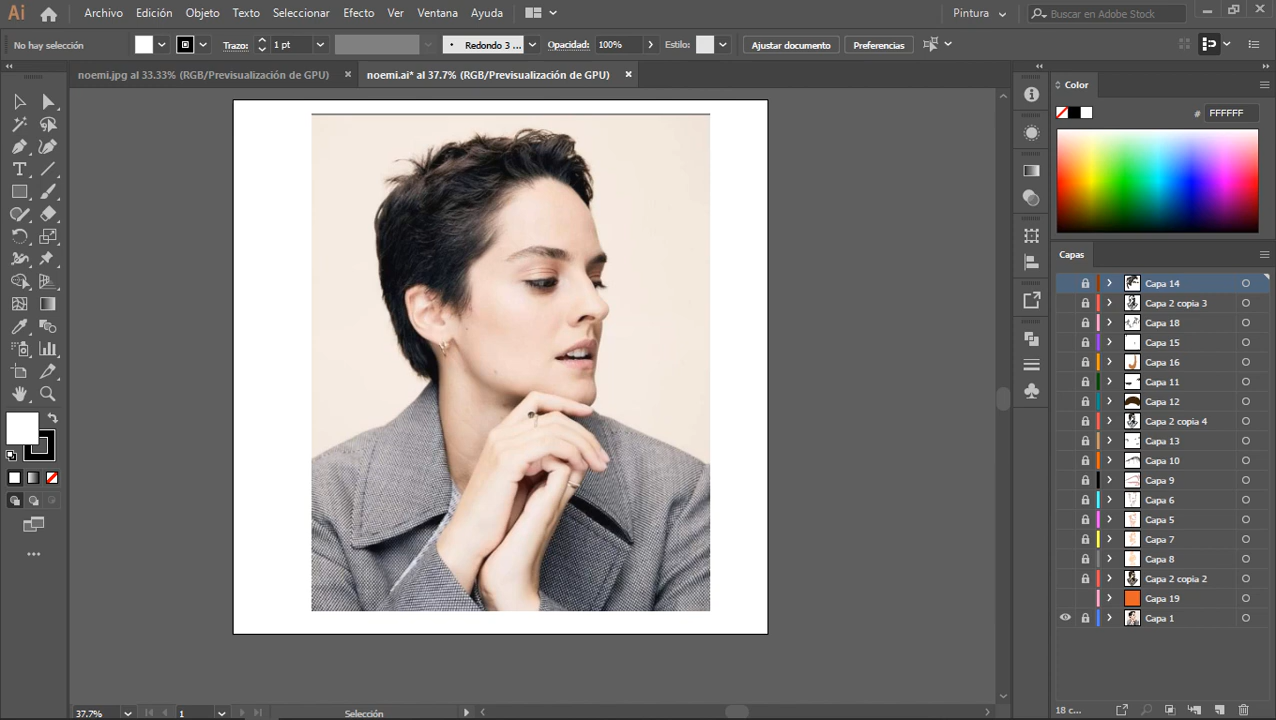 Ai Archivo Edición Objeto Texto Seleccionar Efecto Ver Ventana Ayuda Pintura Buscar en Adobe Stock
No hay selección Trazo: 1 pt Redondo 3 ... Opacidad: 100% Estilo: Ajustar documento Preferencias
noemi.jpg al 33.33% (RGB/Previsualización de GPU) noemi.ai* al 37.7% (RGB/Previsualización de GPU)
Color
# FFFFFF
Capas
Capa 14
Capa 2 copia 3
Capa 18
Capa 15
Capa 16
Capa 11
Capa 12
Capa 2 copia 4
Capa 13
Capa 10
Capa 9
Capa 6
Capa 5
Capa 7
Capa 8
Capa 2 copia 2
Capa 19
Capa 1
37.7% 1 Selección 18 c...